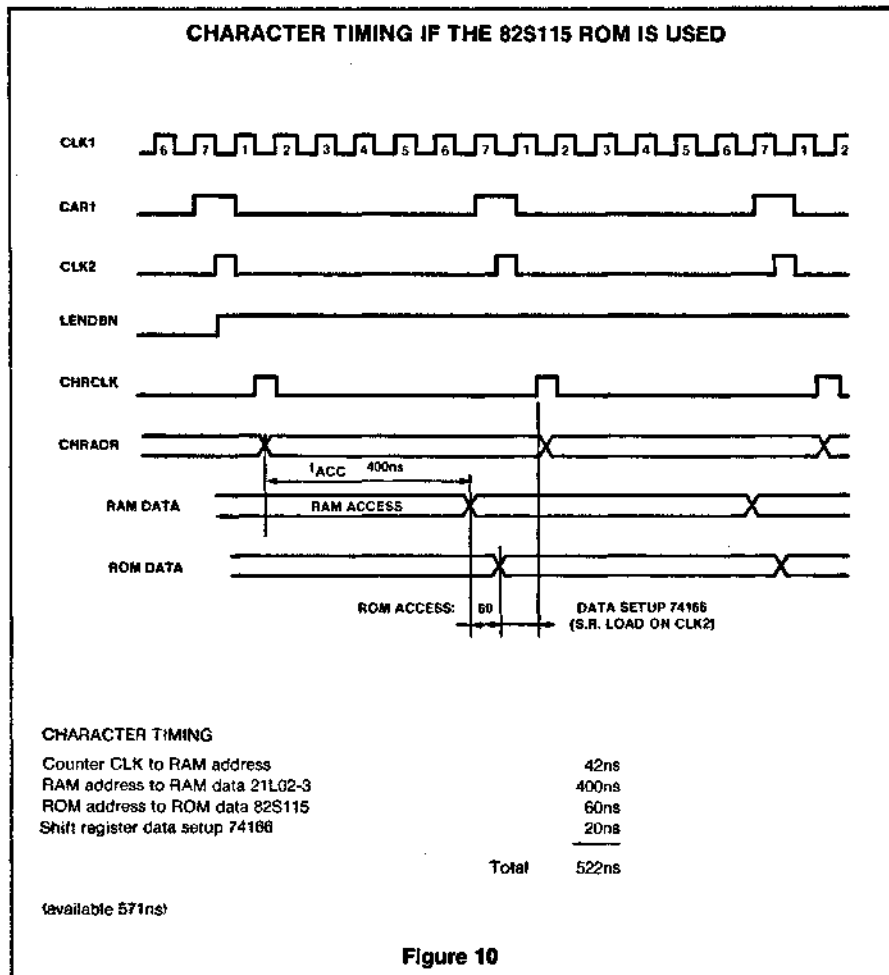 CHARACTER TIMING IF THE 82S115 ROM IS USED
CLK1 6 7 1 2 3 4 5 6 7 1 2 3 4 5 6 7 1 2
CAR1
CLK2
LENDBN
CHRCLK
CHRADR
tACC 400ns
RAM DATA RAM ACCESS
ROM DATA
ROM ACCESS: 60 DATA SETUP 74166
(S.R. LOAD ON CLK2)
CHARACTER TIMING
Counter CLK to RAM address 42ns
RAM address to RAM data 21L02-3 400ns
ROM address to ROM data 82S115 60ns
Shift register data setup 74166 20ns
Total 522ns
(available 571ns)
Figure 10